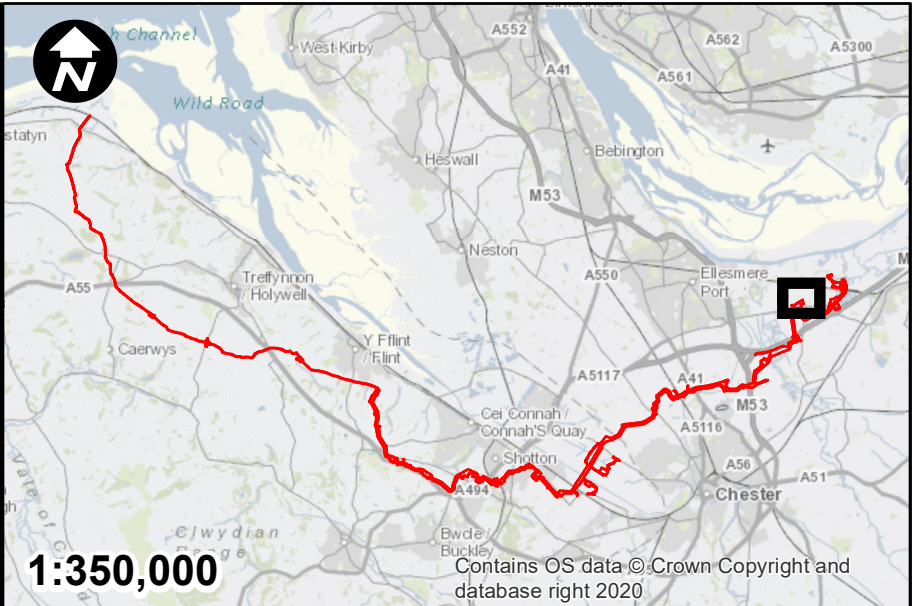 A552
A562
A5300
Channel
West Kirby
A41
A561
N
Wild Road
statyn
Heswall
Bebington
M53
Neston
A550
Ellesmere
Port
A55
Treffynnon
/ Holywell
Caerwys
Y Fflint
/ Flint
A5117
A41
M53
Cei Connah /
Connah'S Quay
A5116
Shotton
A56
A51
A494
Chester
Clwydian
Range
Bwcle /
Buckley
1:350,000
Contains OS data © Crown Copyright and
database right 2020